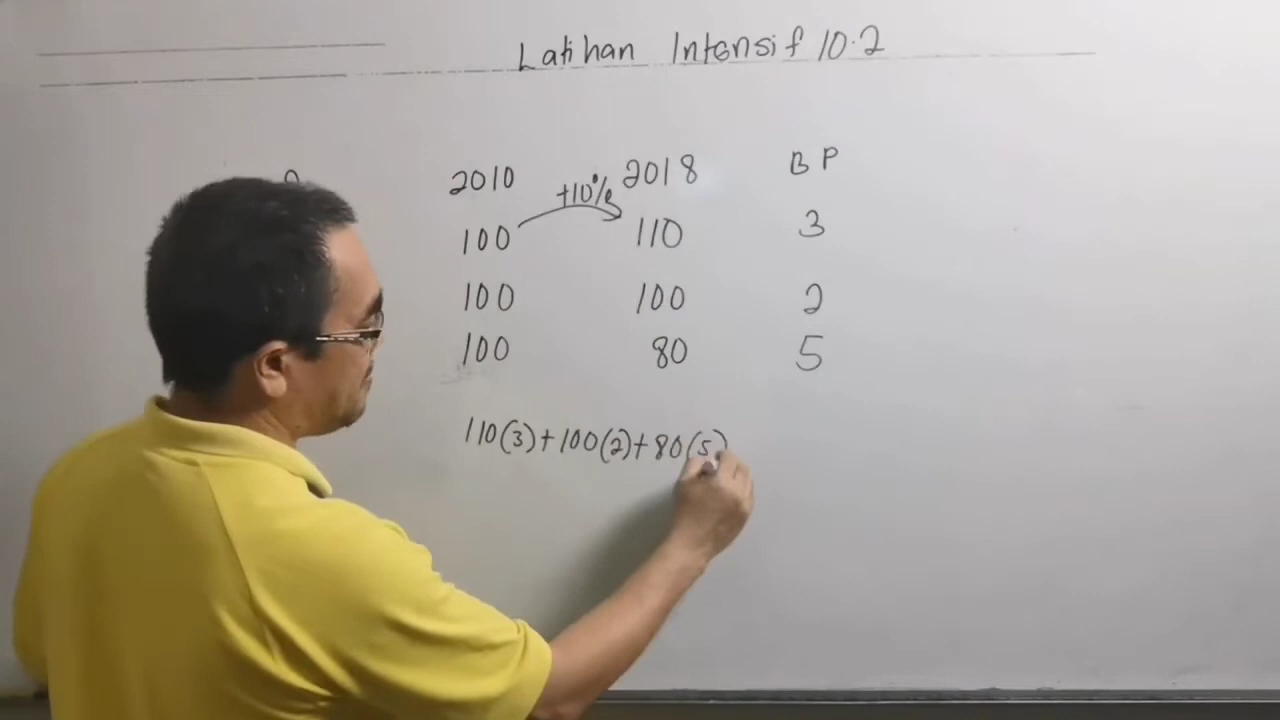 Latihan Intensif 10.2
2010 +10% 2018 BP
100 110 3
100 100 2
100 80 5
110(3)+100(2)+80(5)